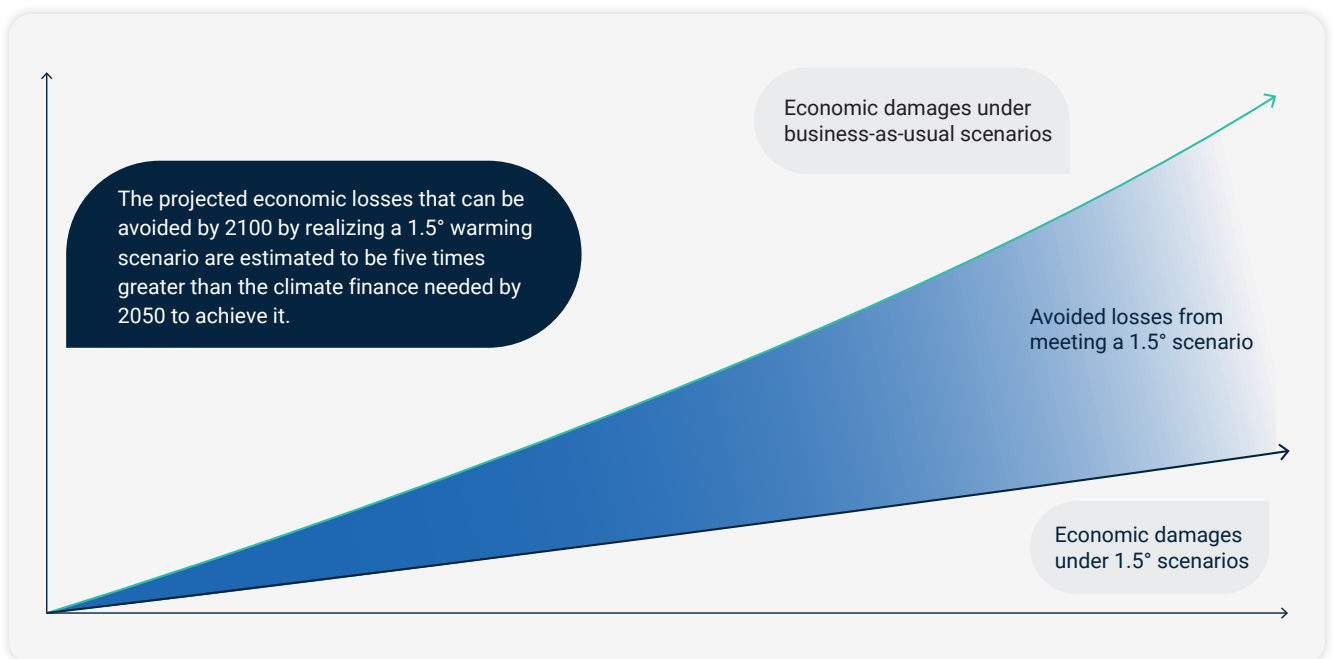 Economic damages under
business-as-usual scenarios
The projected economic losses that can be
avoided by 2100 by realizing a 1.5° warming
scenario are estimated to be five times
greater than the climate finance needed by
2050 to achieve it.
Avoided losses from
meeting a 1.5° scenario
Economic damages
under 1.5° scenarios